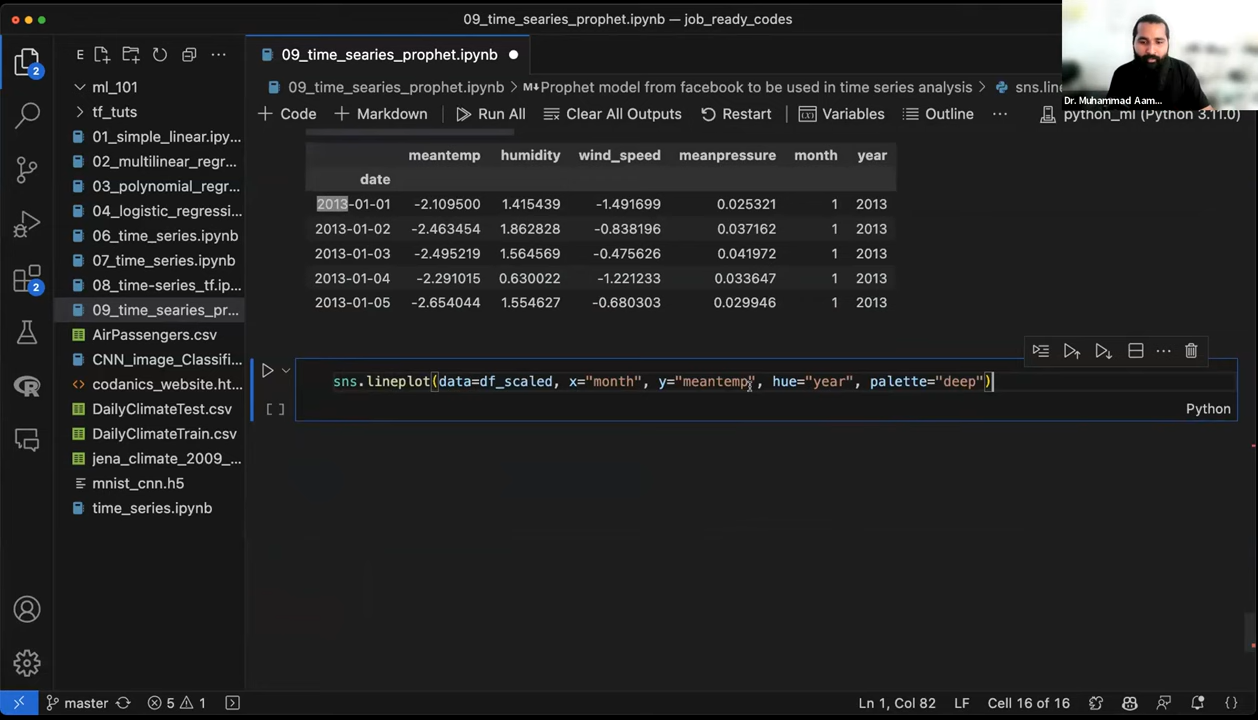 09_time_searies_prophet.ipynb — job_ready_codes
E
ml_101
tf_tuts
01_simple_linear.ipy...
02_multilinear_regr...
03_polynomial_regr...
04_logistic_regressi...
06_time_series.ipynb
07_time_series.ipynb
08_time-series_tf.ip...
09_time_searies_pr...
AirPassengers.csv
CNN_image_Classifi...
codanics_website.ht...
DailyClimateTest.csv
DailyClimateTrain.csv
jena_climate_2009_...
mnist_cnn.h5
time_series.ipynb
2
2
09_time_searies_prophet.ipynb
09_time_searies_prophet.ipynb > Prophet model from facebook to be used in time series analysis > sns.line
+ Code + Markdown Run All Clear All Outputs Restart Variables Outline ... python_ml (Python 3.11.0)
Dr. Muhammad Aam...
meantemp humidity wind_speed meanpressure month year
date
2013-01-01 -2.109500 1.415439 -1.491699 0.025321 1 2013
2013-01-02 -2.463454 1.862828 -0.838196 0.037162 1 2013
2013-01-03 -2.495219 1.564569 -0.475626 0.041972 1 2013
2013-01-04 -2.291015 0.630022 -1.221233 0.033647 1 2013
2013-01-05 -2.654044 1.554627 -0.680303 0.029946 1 2013
sns.lineplot(data=df_scaled, x="month", y="meantemp", hue="year", palette="deep")
[ ]
Python
master 5 1 Ln 1, Col 82 LF Cell 16 of 16